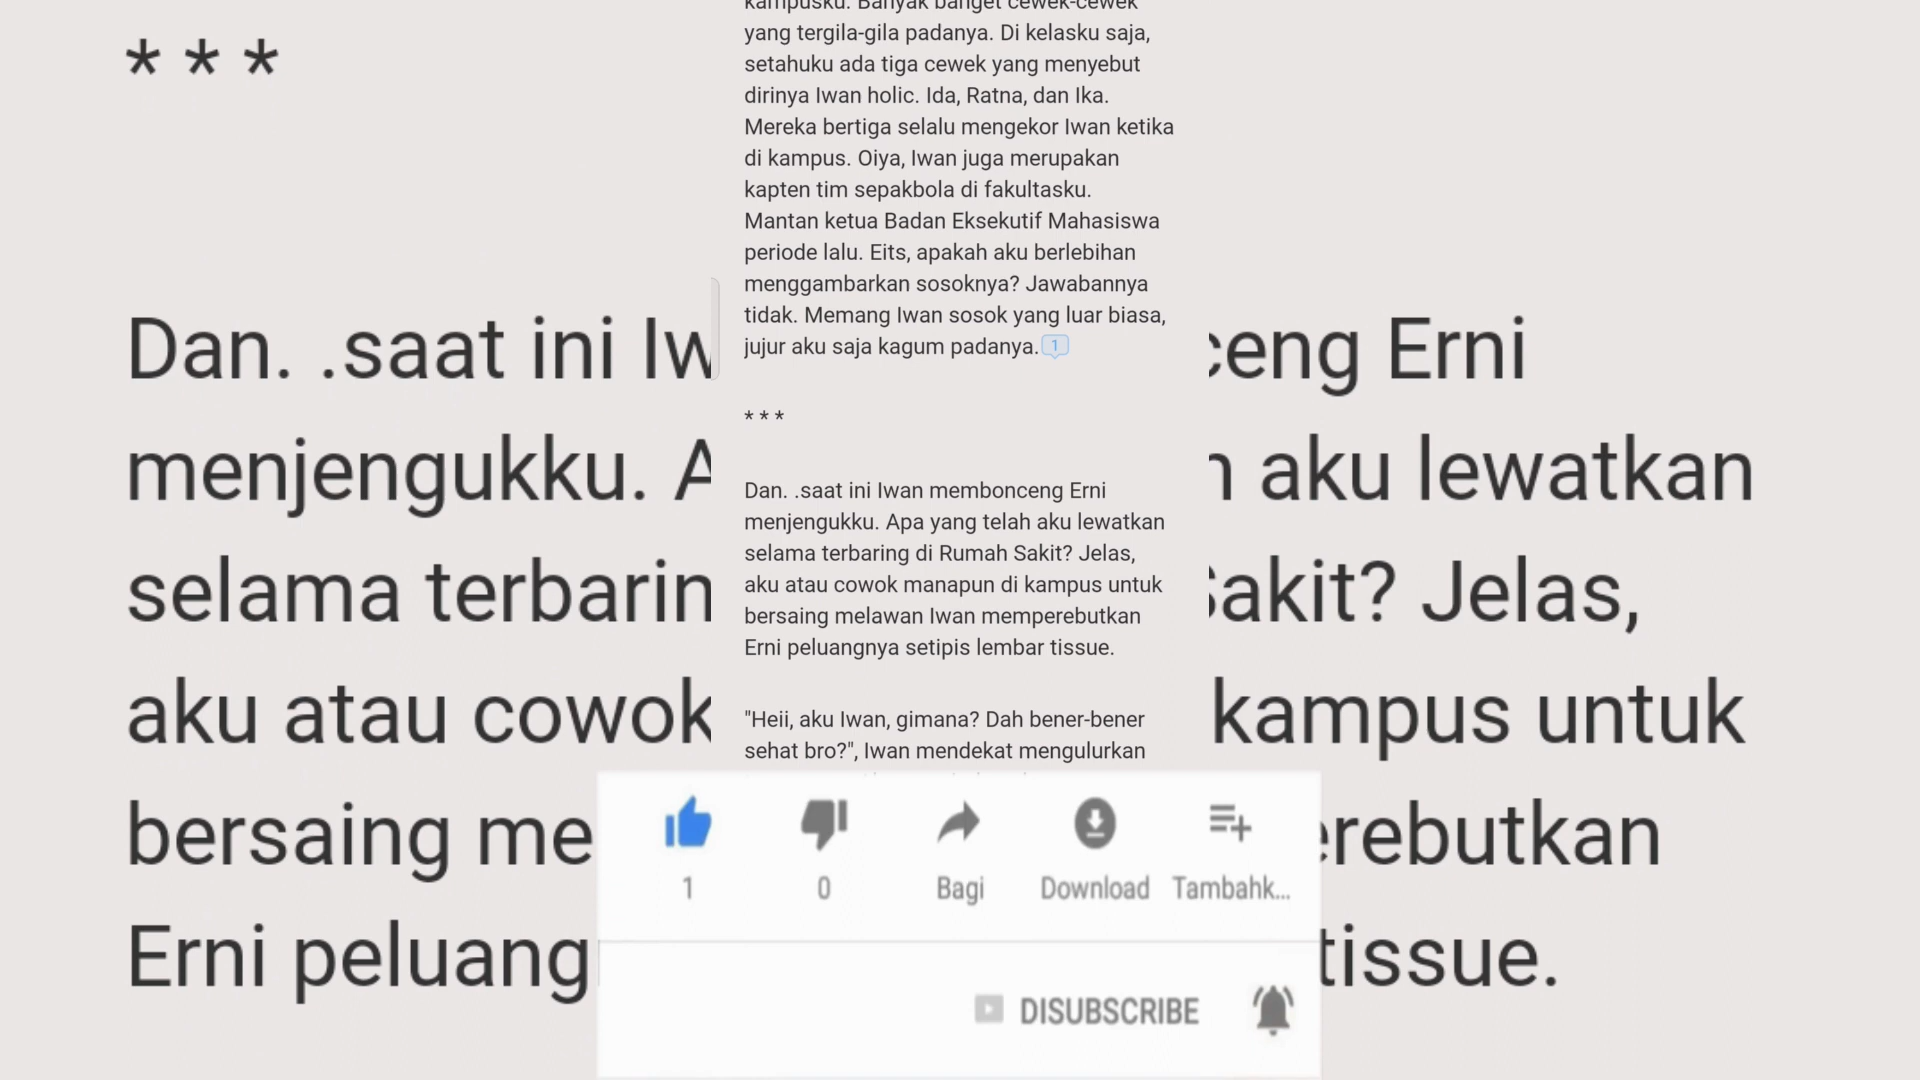 * * *
Dan. .saat ini Iw
menjengukku. A
selama terbarin
aku atau cowok
bersaing me
Erni peluang
kampusku. Banyak banget cewek-cewek
yang tergila-gila padanya. Di kelasku saja,
setahuku ada tiga cewek yang menyebut
dirinya Iwan holic. Ida, Ratna, dan Ika.
Mereka bertiga selalu mengekor Iwan ketika
di kampus. Oiya, Iwan juga merupakan
kapten tim sepakbola di fakultasku.
Mantan ketua Badan Eksekutif Mahasiswa
periode lalu. Eits, apakah aku berlebihan
menggambarkan sosoknya? Jawabannya
tidak. Memang Iwan sosok yang luar biasa,
jujur aku saja kagum padanya. 1
* * *
Dan. .saat ini Iwan membonceng Erni
menjengukku. Apa yang telah aku lewatkan
selama terbaring di Rumah Sakit? Jelas,
aku atau cowok manapun di kampus untuk
bersaing melawan Iwan memperebutkan
Erni peluangnya setipis lembar tissue.
"Heii, aku Iwan, gimana? Dah bener-bener
sehat bro?", Iwan mendekat mengulurkan
ceng Erni
n aku lewatkan
Sakit? Jelas,
kampus untuk
erebutkan
tissue.
1
0
Bagi
Download
Tambahk...
DISUBSCRIBE